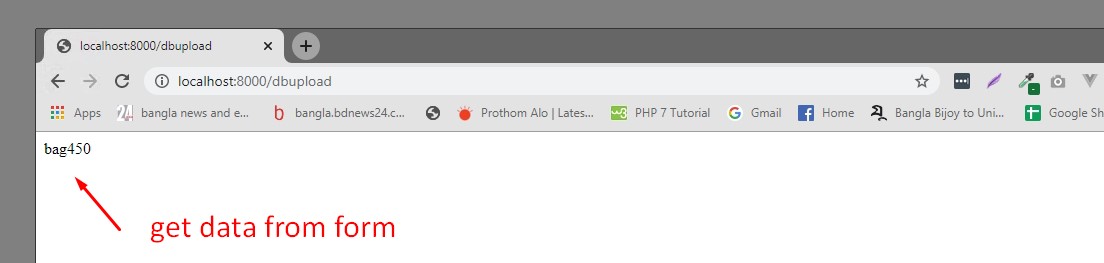 localhost:8000/dbupload
localhost:8000/dbupload
Apps bangla news and e... bangla.bdnews24.c... Prothom Alo | Lates... PHP 7 Tutorial Gmail Home Bangla Bijoy to Uni... Google Sh
bag450
get data from form